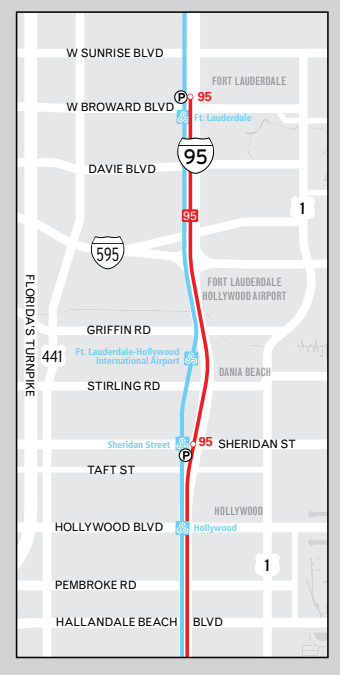 W SUNRISE BLVD
FORT LAUDERDALE
P 95
W BROWARD BLVD
Ft. Lauderdale
95
DAVIE BLVD
1
95
595
FORT LAUDERDALE
HOLLYWOOD AIRPORT
FLORIDA'S TURNPIKE
GRIFFIN RD
Ft. Lauderdale-Hollywood
International Airport
441
DANIA BEACH
STIRLING RD
Sheridan Street
95
SHERIDAN ST
P
TAFT ST
HOLLYWOOD
HOLLYWOOD BLVD
Hollywood
1
PEMBROKE RD
HALLANDALE BEACH BLVD